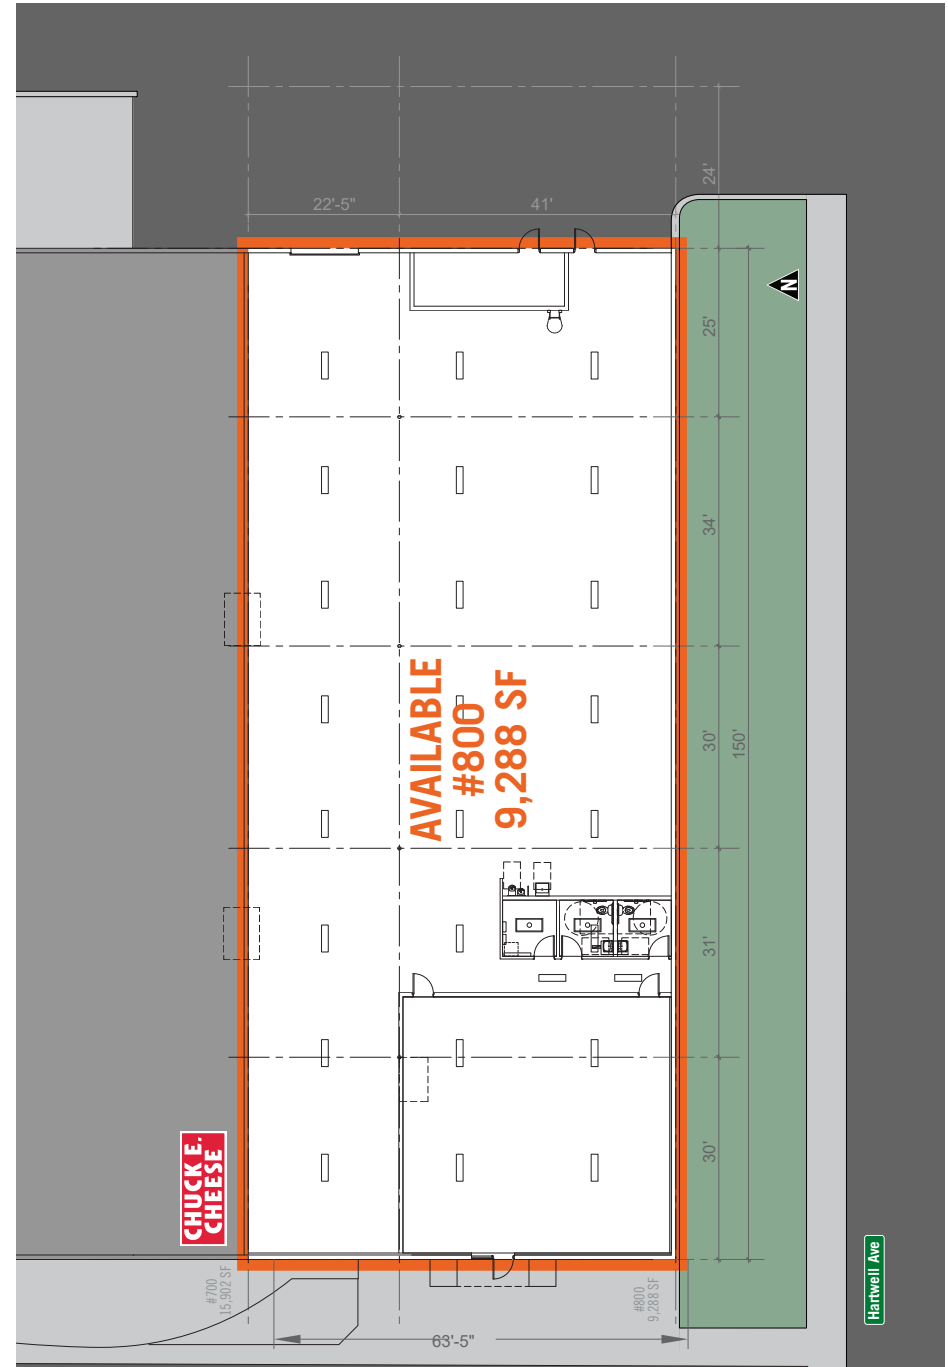 22'-5"
41'
24'
N
25'
34'
AVAILABLE
#800
9,288 SF
30'
150'
31'
CHUCK E.
CHEESE
30'
#700
15,902 SF
#800
9,288 SF
Hartwell Ave
63'-5"